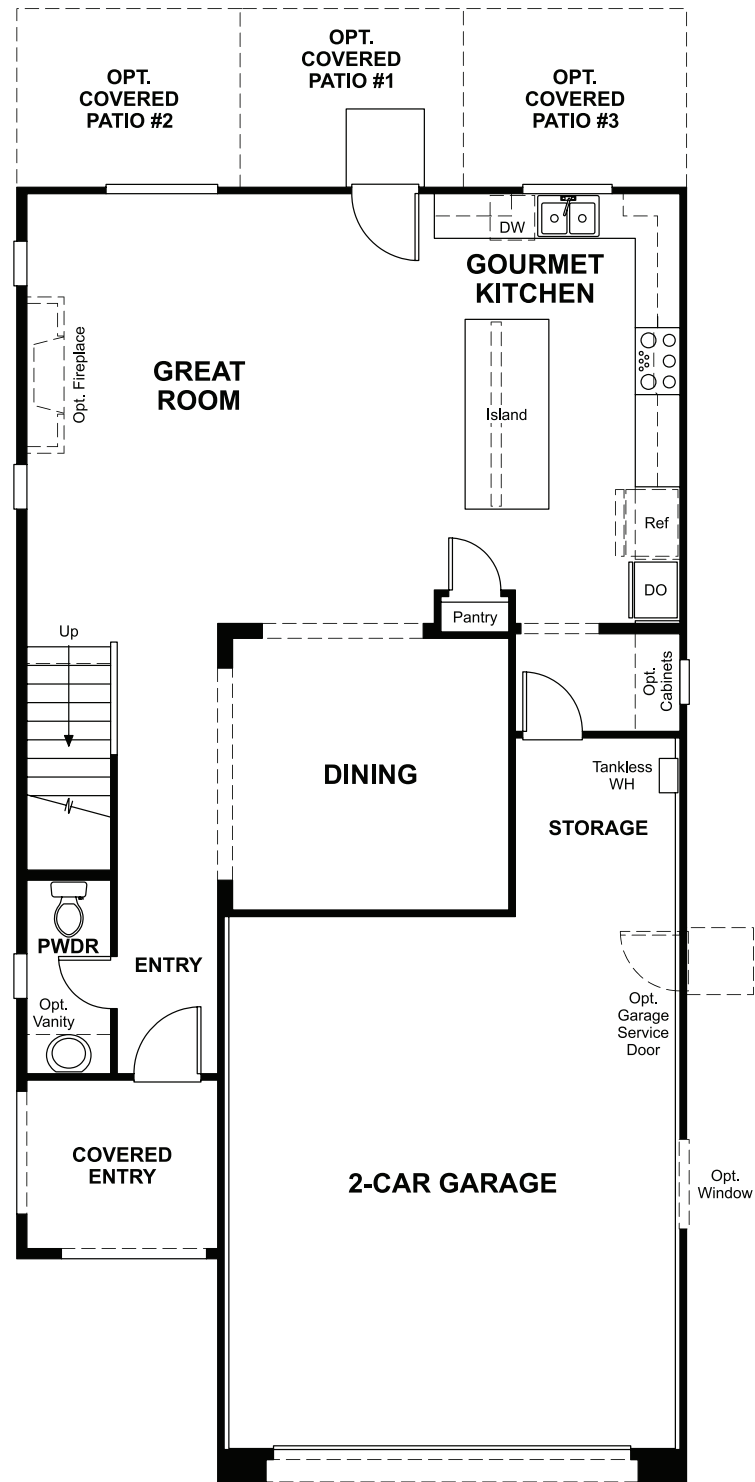 OPT.
COVERED
PATIO #2
OPT.
COVERED
PATIO #1
OPT.
COVERED
PATIO #3
DW
GOURMET
KITCHEN
Opt. Fireplace
GREAT
ROOM
Island
Ref
DO
Pantry
Up
Opt.
Cabinets
DINING
Tankless
WH
STORAGE
PWDR
ENTRY
Opt.
Vanity
Opt.
Garage
Service
Door
COVERED
ENTRY
2-CAR GARAGE
Opt.
Window